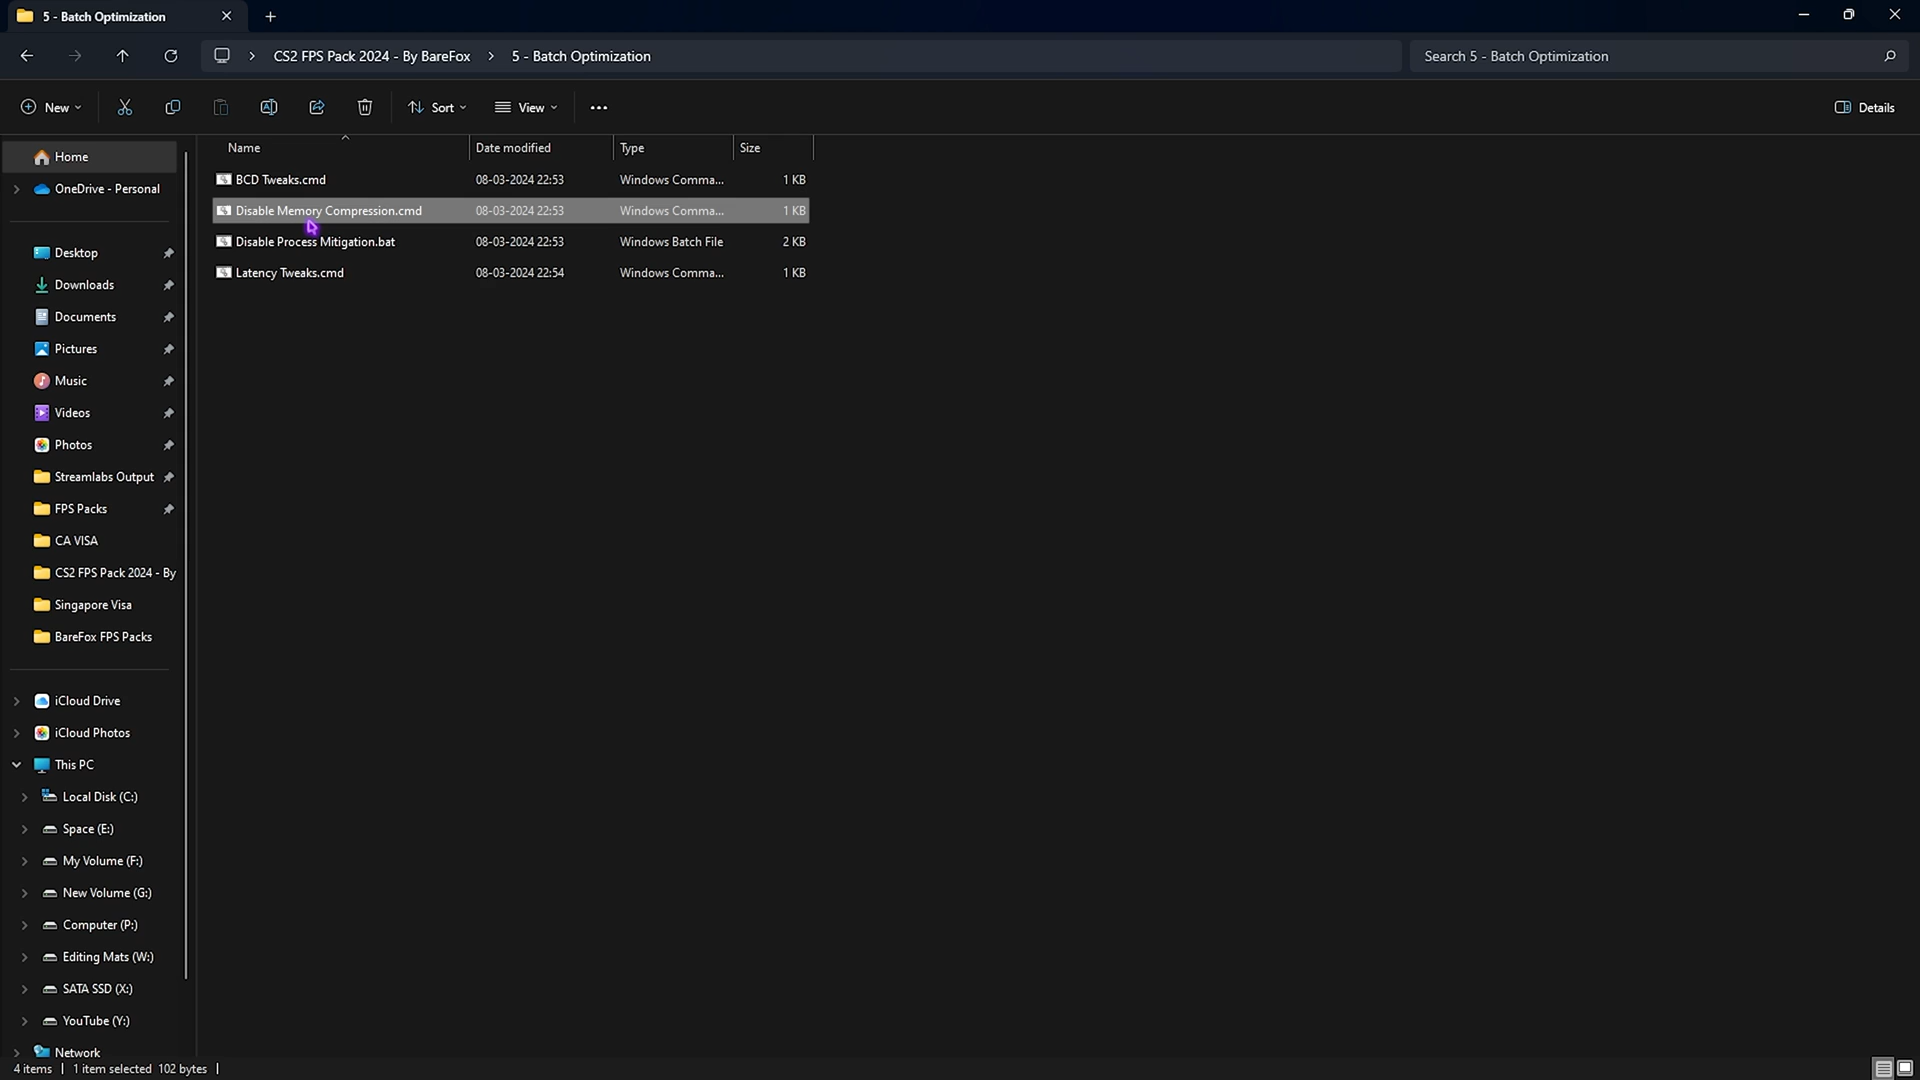 5 - Batch Optimization
CS2 FPS Pack 2024 - By BareFox > 5 - Batch Optimization
Search 5 - Batch Optimization
New
Sort
View
Details
Name Date modified Type Size
BCD Tweaks.cmd 08-03-2024 22:53 Windows Comma... 1 KB
Disable Memory Compression.cmd 08-03-2024 22:53 Windows Comma... 1 KB
Disable Process Mitigation.bat 08-03-2024 22:53 Windows Batch File 2 KB
Latency Tweaks.cmd 08-03-2024 22:54 Windows Comma... 1 KB
Home
OneDrive - Personal
Desktop
Downloads
Documents
Pictures
Music
Videos
Photos
Streamlabs Output
FPS Packs
CA VISA
CS2 FPS Pack 2024 - By
Singapore Visa
BareFox FPS Packs
iCloud Drive
iCloud Photos
This PC
Local Disk (C:)
Space (E:)
My Volume (F:)
New Volume (G:)
Computer (P:)
Editing Mats (W:)
SATA SSD (X:)
YouTube (Y:)
Network
4 items | 1 item selected 102 bytes |